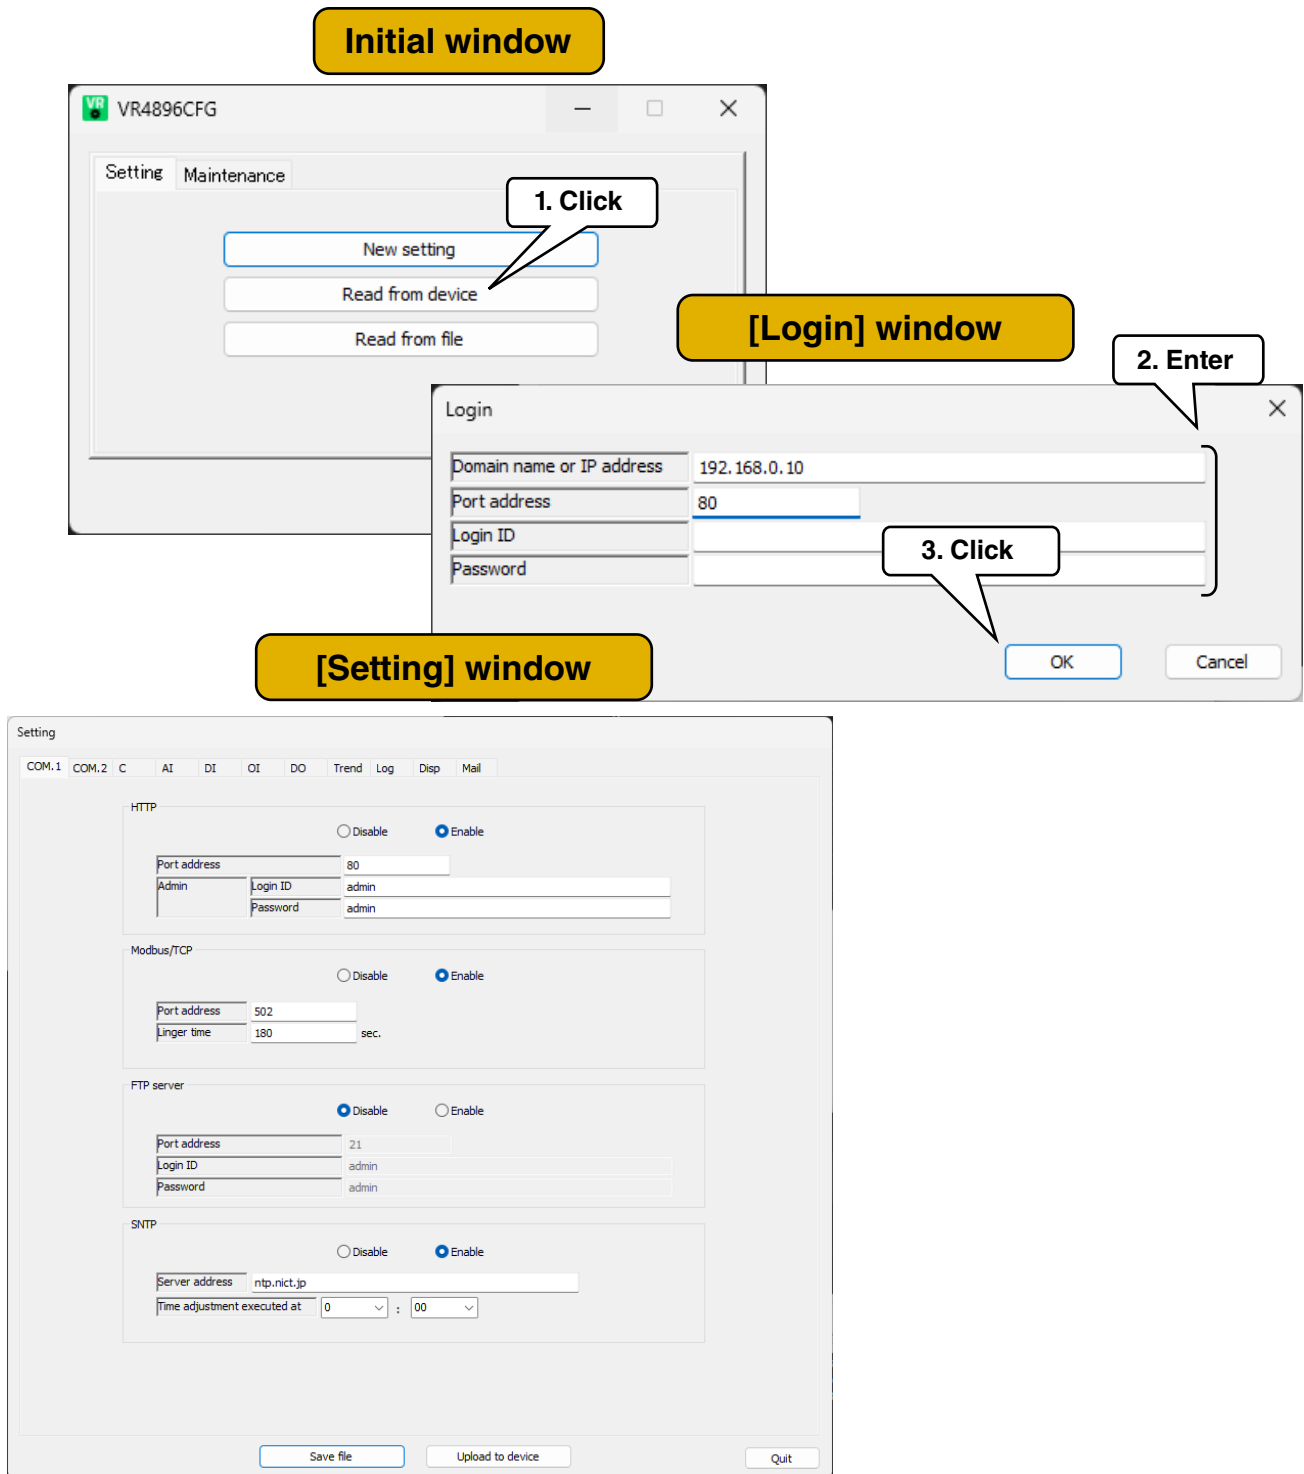 Initial window
VR4896CFG
Setting Maintenance
1. Click
New setting
Read from device
Read from file
[Login] window
2. Enter
Login
Domain name or IP address 192.168.0.10
Port address 80
Login ID
Password
3. Click
OK Cancel
[Setting] window
Setting
COM.1 COM.2 C AI DI OI DO Trend Log Disp Mail
HTTP
Disable Enable
Port address 80
Admin Login ID admin
Password admin
Modbus/TCP
Disable Enable
Port address 502
Linger time 180 sec.
FTP server
Disable Enable
Port address 21
Login ID admin
Password admin
SNTP
Disable Enable
Server address ntp.nict.jp
Time adjustment executed at 0 : 00
Save file Upload to device Quit